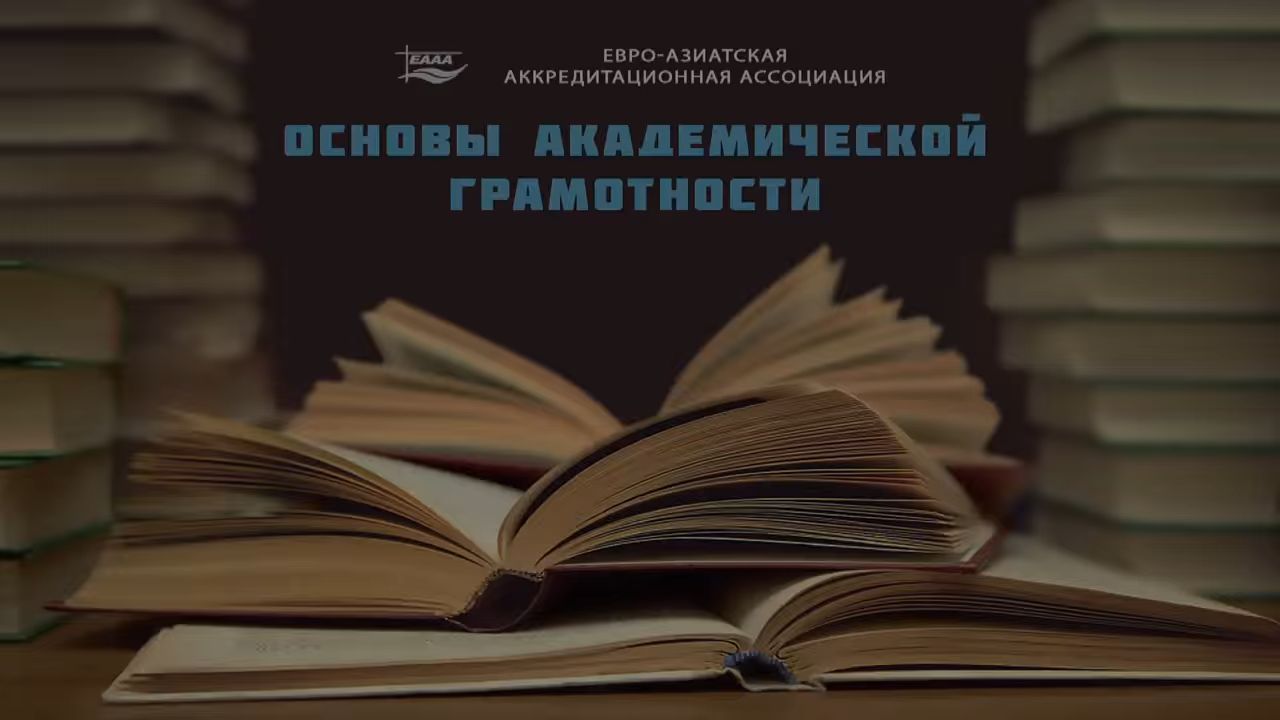 ЕААА
ЕВРО-АЗИАТСКАЯ
АККРЕДИТАЦИОННАЯ АССОЦИАЦИЯ
ОСНОВЫ АКАДЕМИЧЕСКОЙ
ГРАМОТНОСТИ